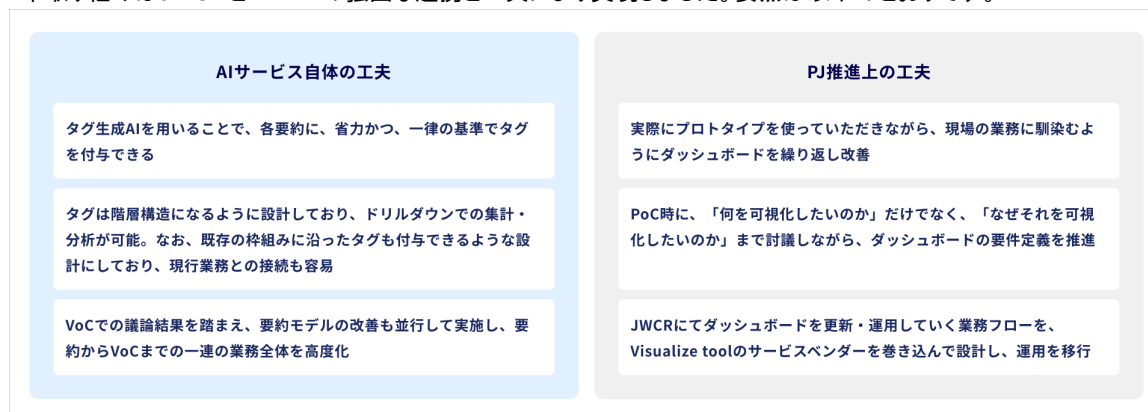 AIサービス自体の工夫
タグ生成AIを用いることで、各要約に、省力かつ、一律の基準でタグ
を付与できる
タグは階層構造になるように設計しており、ドリルダウンでの集計・
分析が可能。なお、既存の枠組みに沿ったタグも付与できるような設
計にしており、現行業務との接続も容易
VoCでの議論結果を踏まえ、要約モデルの改善も並行して実施し、要
約からVoCまでの一連の業務全体を高度化
PJ推進上の工夫
実際にプロトタイプを使っていただきながら、現場の業務に馴染むよ
うにダッシュボードを繰り返し改善
PoC時に、「何を可視化したいのか」だけでなく、「なぜそれを可視
化したいのか」まで討議しながら、ダッシュボードの要件定義を推進
JWCRにてダッシュボードを更新・運用していく業務フローを、
Visualize toolのサービスベンダーを巻き込んで設計し、運用を移行